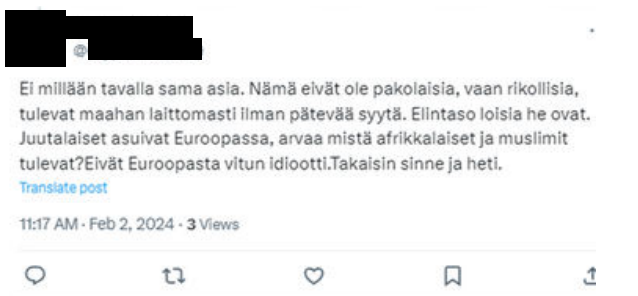 @
Ei millään tavalla sama asia. Nämä eivät ole pakolaisia, vaan rikollisia,
tulevat maahan laittomasti ilman pätevää syytä. Elintaso loisia he ovat.
Juutalaiset asuivat Euroopassa, arvaa mistä afrikkalaiset ja muslimit
tulevat?Eivät Euroopasta vitun idiootti.Takaisin sinne ja heti.
Translate post
11:17 AM · Feb 2, 2024 · 3 Views